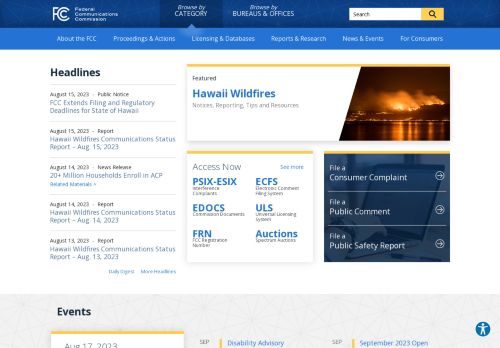 FCC
Federal
Communications
Commission
Browse by
CATEGORY
Browse by
BUREAUS & OFFICES
Search
About the FCC
Proceedings & Actions
Licensing & Databases
Reports & Research
News & Events
For Consumers
Headlines
August 15, 2023 - Public Notice
FCC Extends Filing and Regulatory
Deadlines for State of Hawaii
August 15, 2023 - Report
Hawaii Wildfires Communications Status
Report – Aug. 15, 2023
August 14, 2023 - News Release
20+ Million Households Enroll in ACP
Related Materials +
August 14, 2023 - Report
Hawaii Wildfires Communications Status
Report – Aug. 14, 2023
August 13, 2023 - Report
Hawaii Wildfires Communications Status
Report – Aug. 13, 2023
Daily Digest
More Headlines
Featured
Hawaii Wildfires
Notices, Reporting, Tips and Resources
Access Now
See more
PSIX-ESIX
Interference
Complaints
ECFS
Electronic Comment
Filing System
EDOCS
Commission Documents
ULS
Universal Licensing
System
FRN
FCC Registration
Number
Auctions
Spectrum Auctions
File a
Consumer Complaint
File a
Public Comment
File a
Public Safety Report
Events
Aug 17, 2023
SEP
Disability Advisory
SEP
September 2023 Open